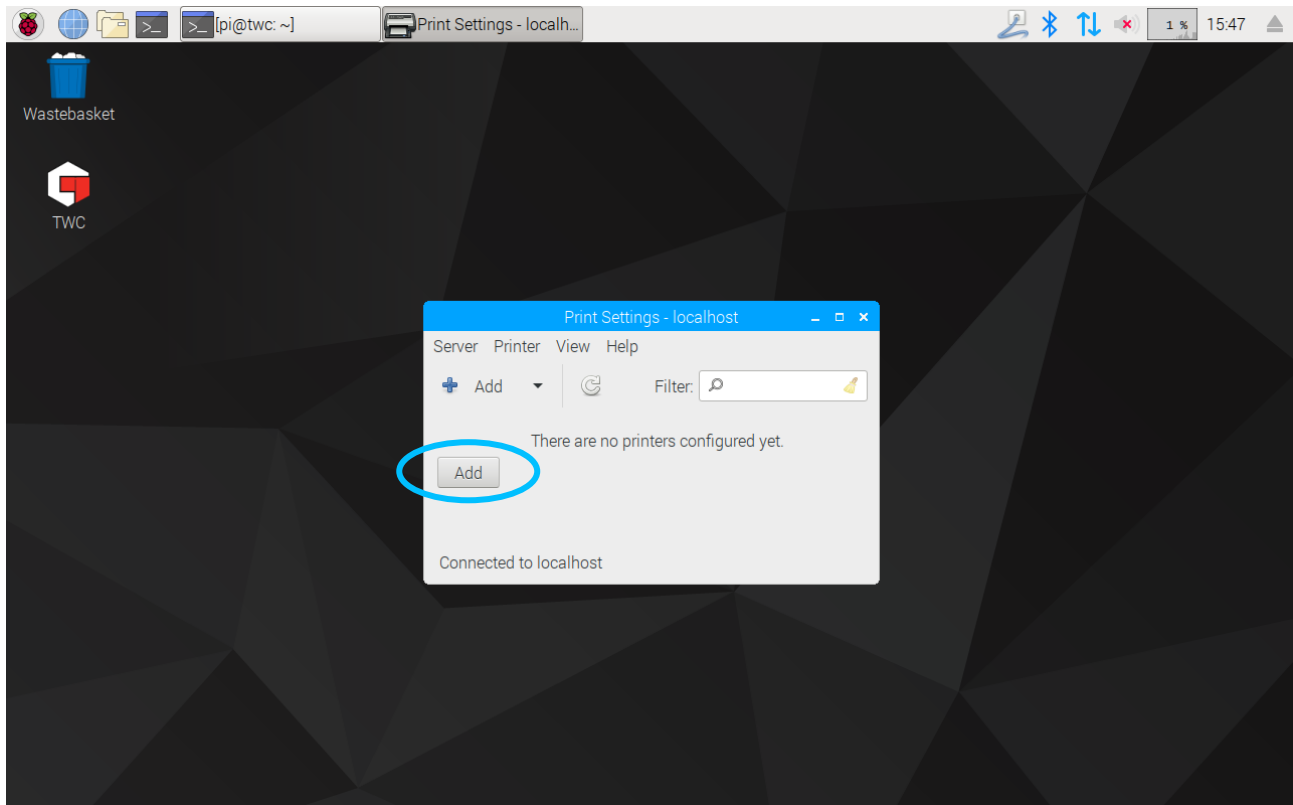 [pi@twc: ~] Print Settings - localh... 1 % 15:47
Wastebasket
TWC
Print Settings - localhost
Server Printer View Help
Add Filter:
There are no printers configured yet.
Add
Connected to localhost